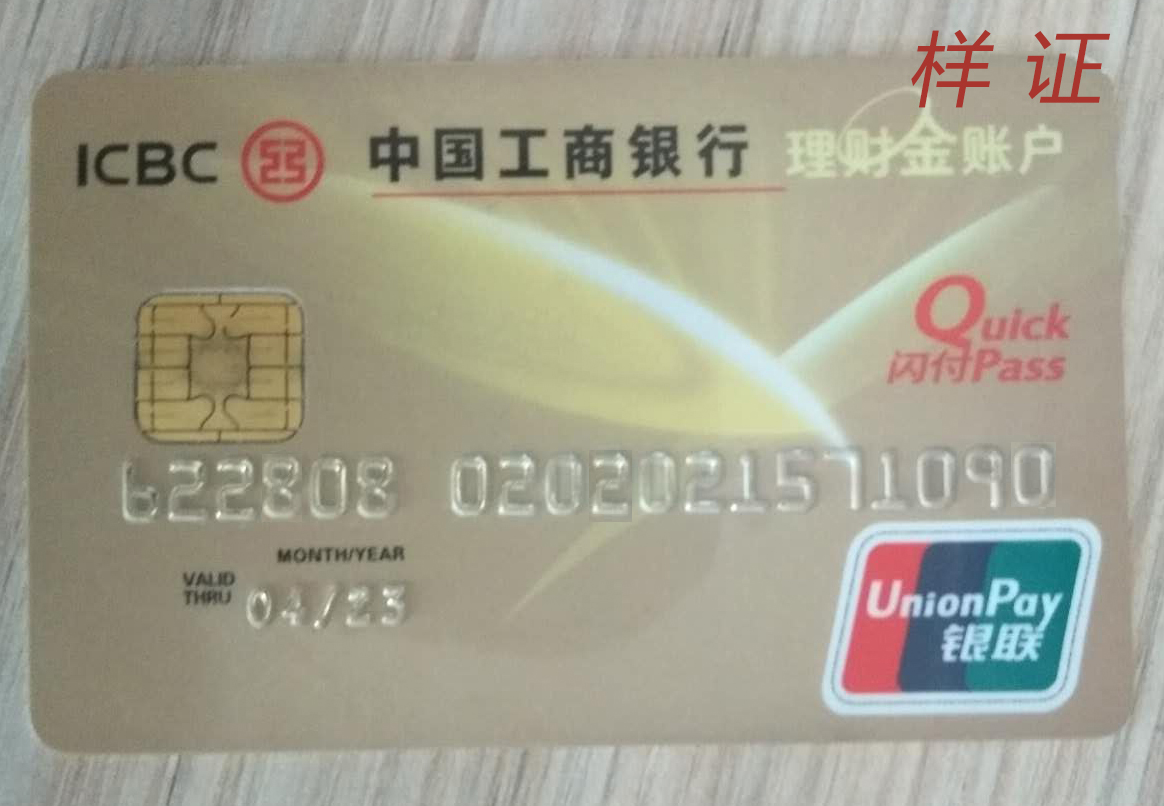 样证
ICBC 中国工商银行 理财金账户
Quick
闪付Pass
622808 0202021571090
MONTH/YEAR
VALID
THRU 04/23
UnionPay
银联